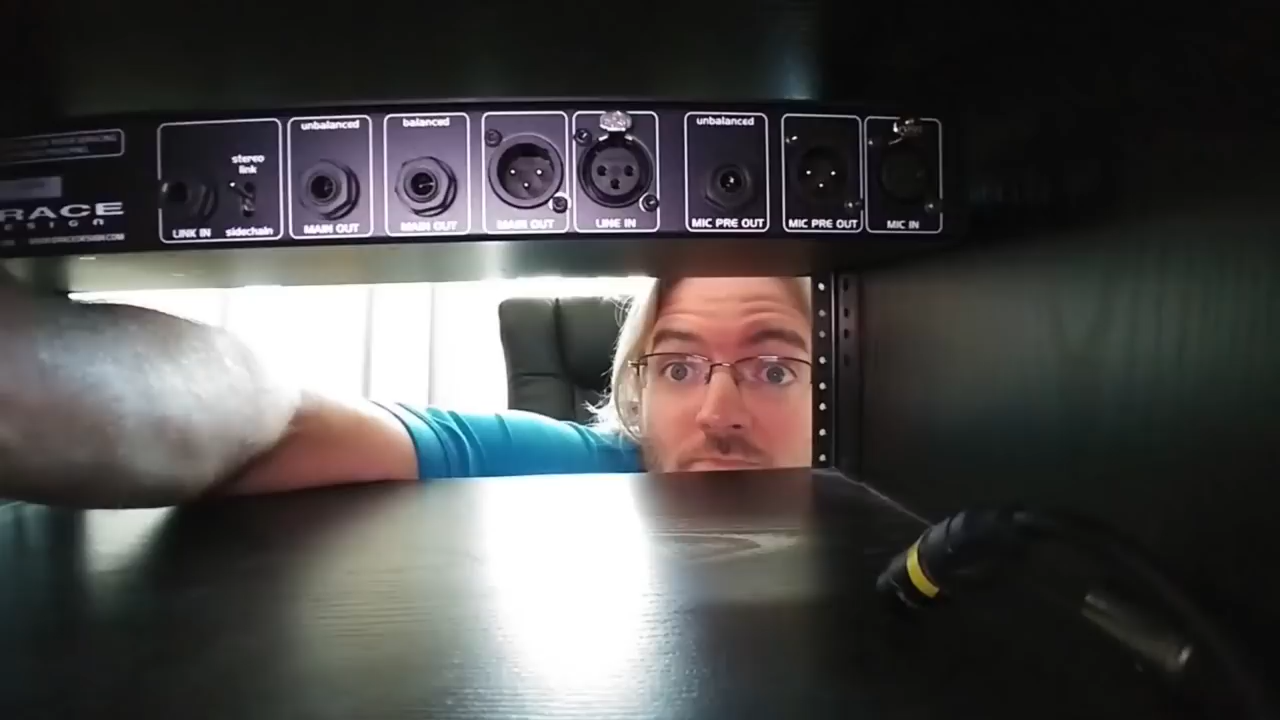 RACE
DESIGN
LINK IN
stereo
link
sidechain
unbalanced
MAIN OUT
balanced
MAIN OUT
MAIN OUT
LINE IN
unbalanced
MIC PRE OUT
MIC PRE OUT
MIC IN